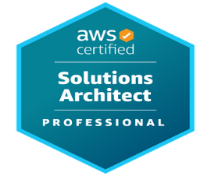 aws
certified
Solutions
Architect
PROFESSIONAL